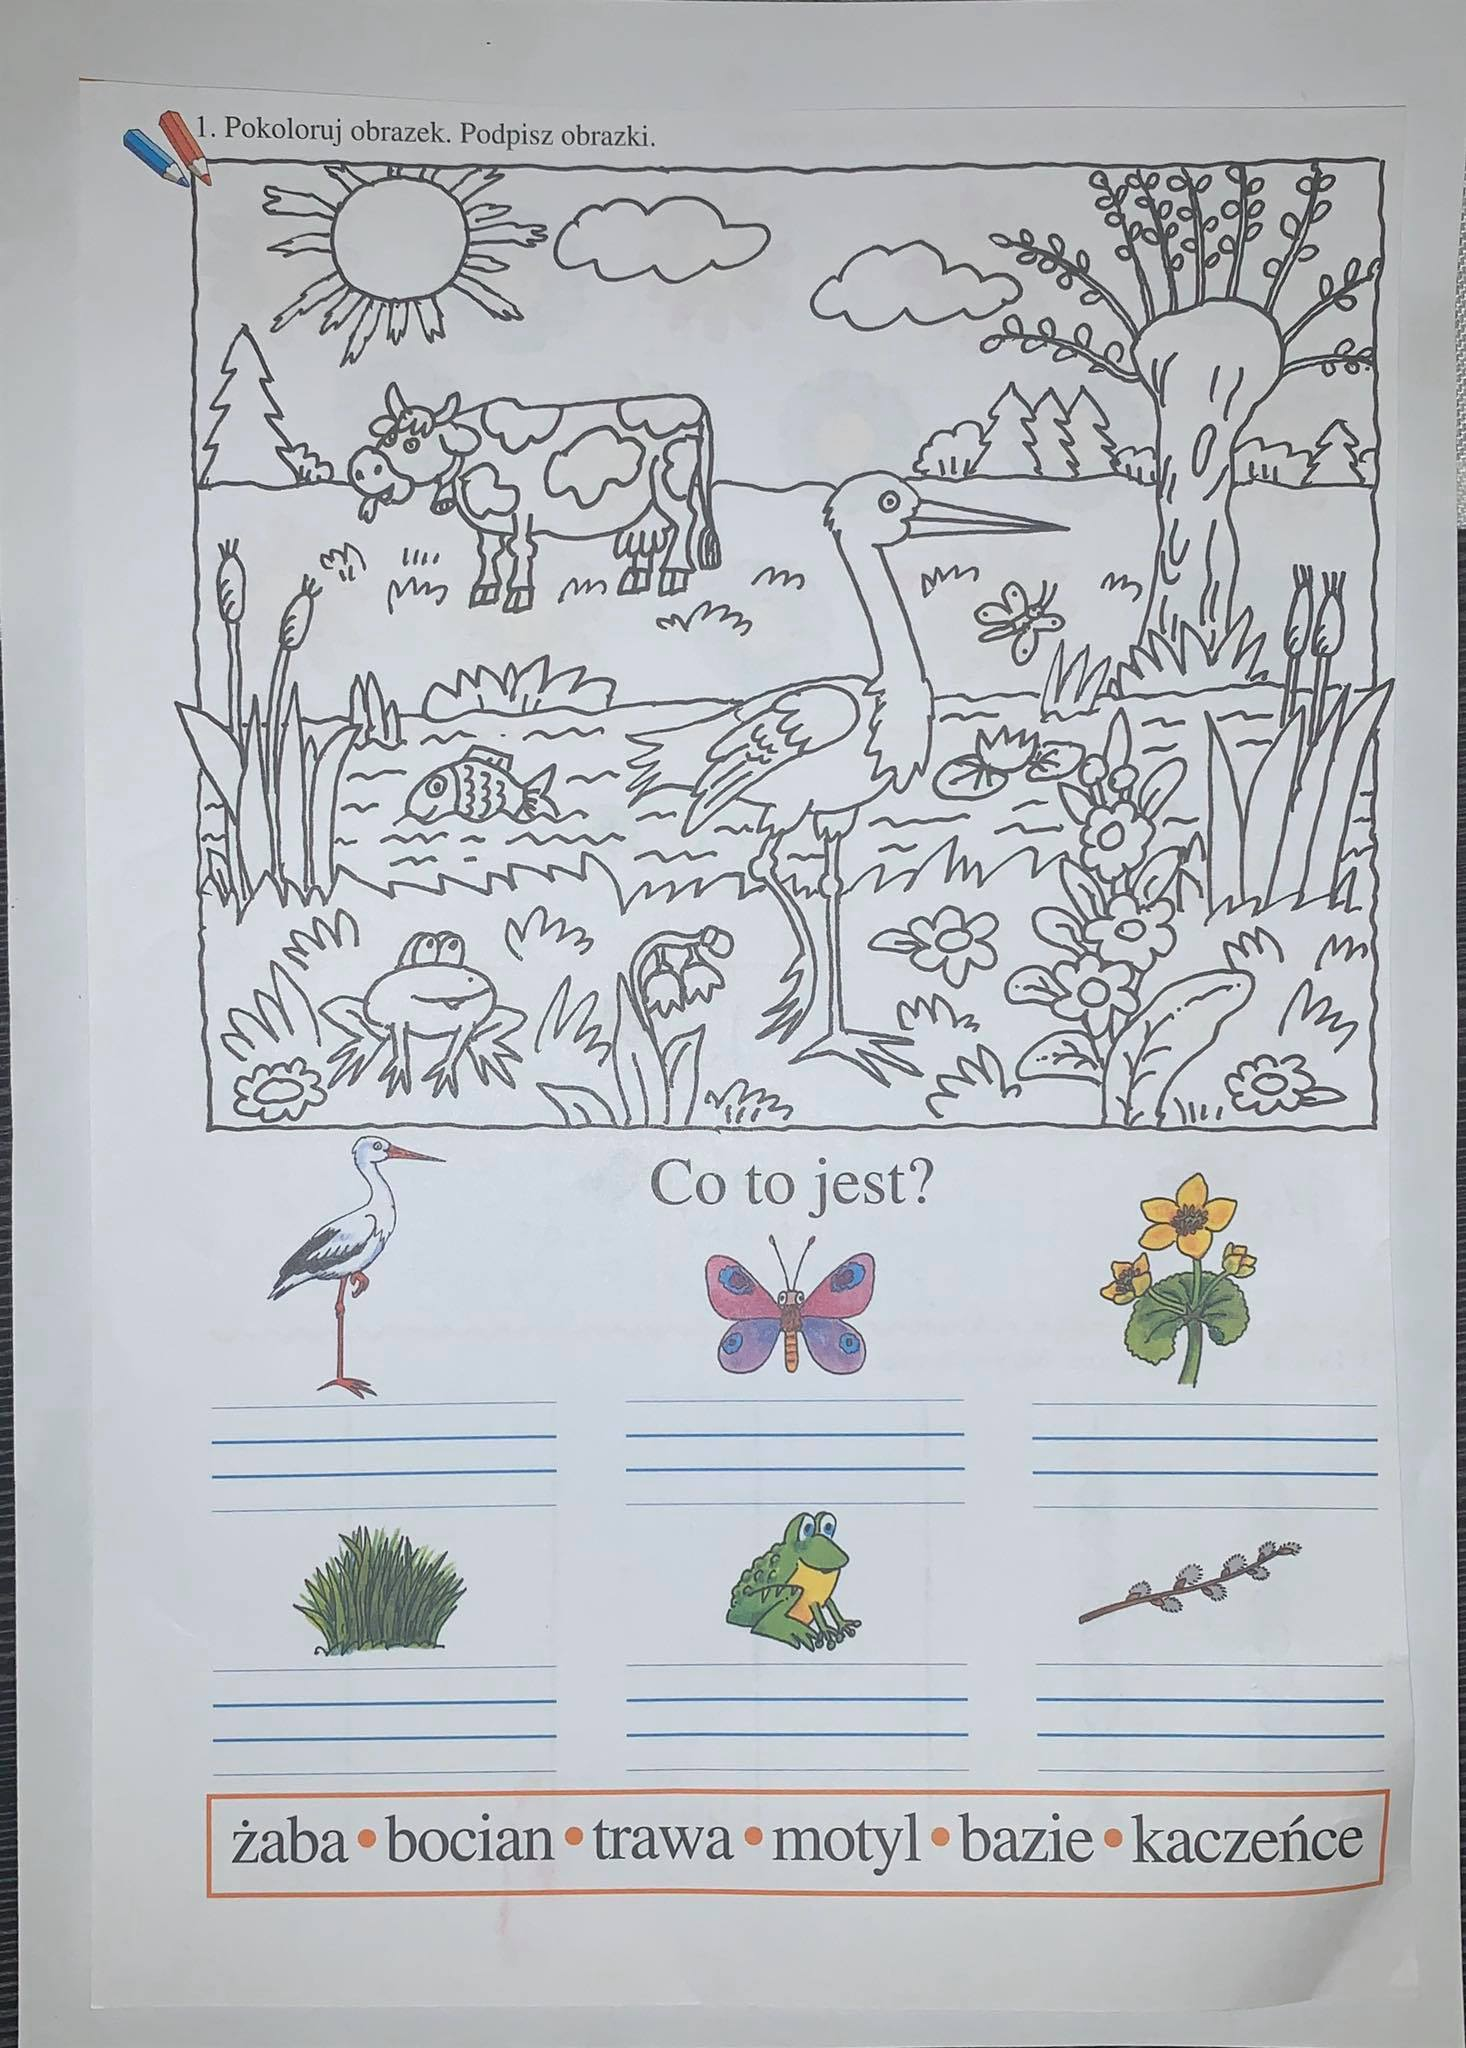 1. Pokoloruj obrazek. Podpisz obrazki.
Co to jest?
żaba • bocian • trawa • motyl • bazie • kaczeńce